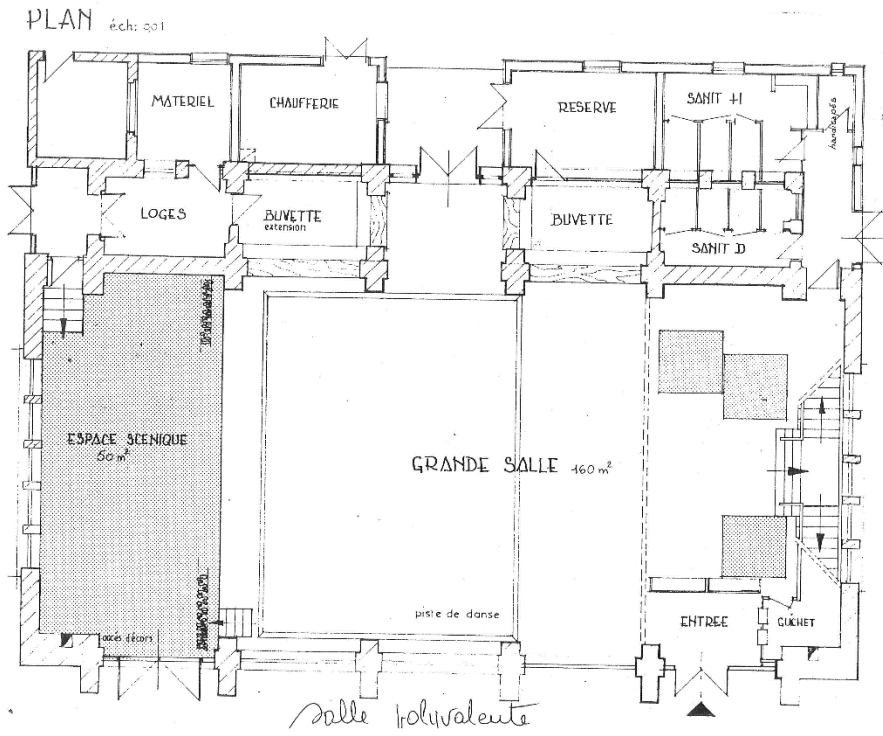 PLAN éch: 001
MATERIEL
CHAUFFERIE
RESERVE
SANIT H
handicapés
LOGES
BUVETTE
extension
BUVETTE
SANIT D
ESPACE SCENIQUE
50 m²
GRANDE SALLE 160 m²
piste de danse
accès décors
ENTREE
GUICHET
salle polyvalente